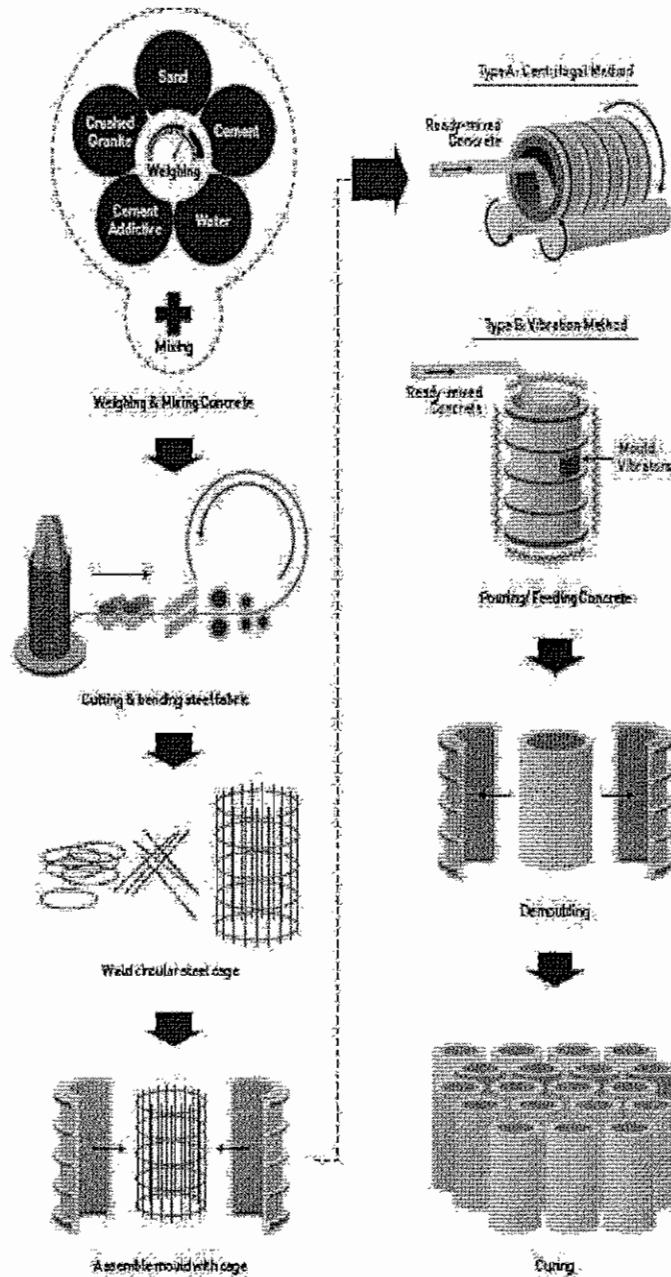 Sand
Crushed
Granite
Cement
Weighing
Cement
Addictive
Water
Mixing
Weighing & Mixing Concrete
Cutting & bending steel fabric
Weld circular steel cage
Assemble mould with cage
Type A: Centrifugal Method
Ready-mixed
Concrete
Type B: Vibration Method
Ready-mixed
Concrete
Mould
Vibrators
Pouring/ Feeding Concrete
Demoulding
Curing